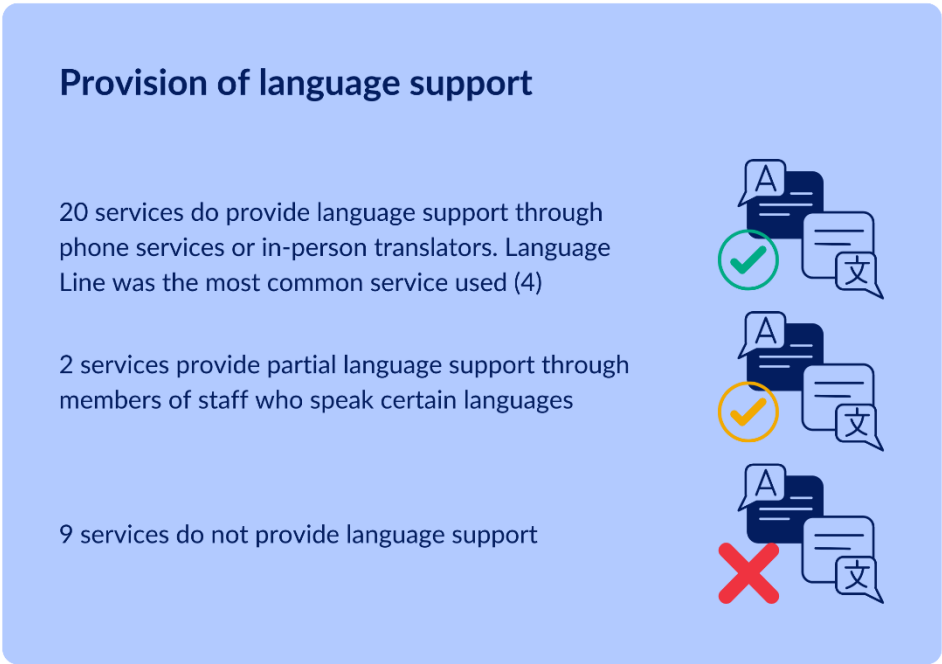 Provision of language support
20 services do provide language support through
phone services or in-person translators. Language
Line was the most common service used (4)
A
文
2 services provide partial language support through
members of staff who speak certain languages
A
文
9 services do not provide language support
A
文